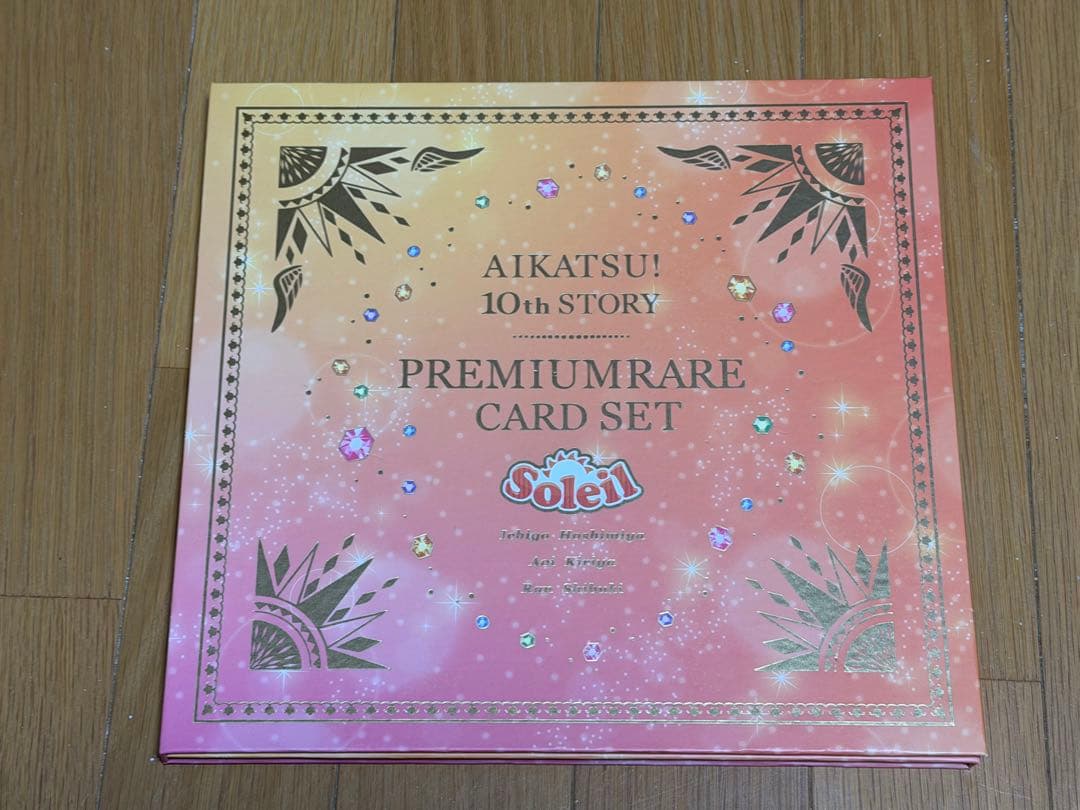 AIKATSU!
10th STORY
PREMIUMRARE
CARD SET
Soleil
Ichigo Hoshimiya
Aoi Kiriya
Ran Shibuki